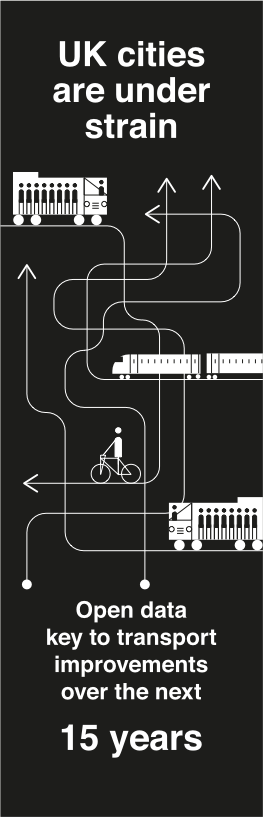 UK cities
are under
strain
Open data
key to transport
improvements
over the next
15 years